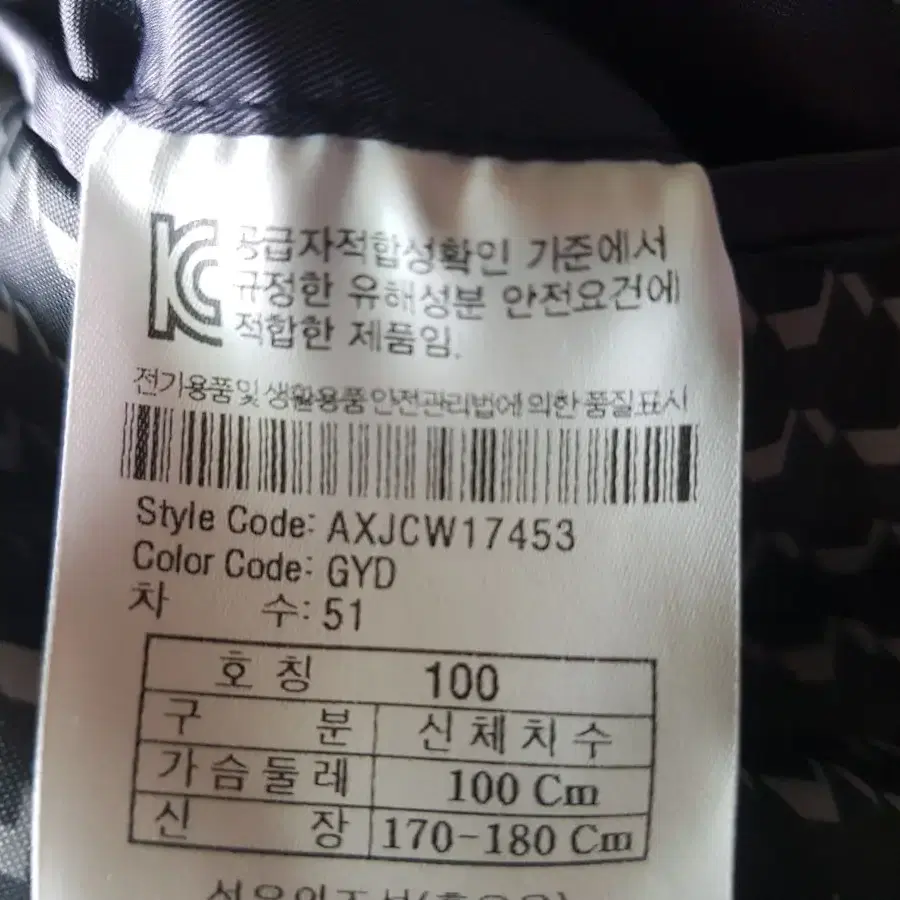 KC 공급자적합성확인 기준에서
규정한 유해성분 안전요건에
적합한 제품임.
전기용품및 생활용품 안전관리법에 의한 품질표시
Style Code: AXJCW17453
Color Code: GYD
차 수: 51
호 칭 100
구 분 신 체 치 수
가 슴 둘 레 100 Cm
신 장 170-180 Cm